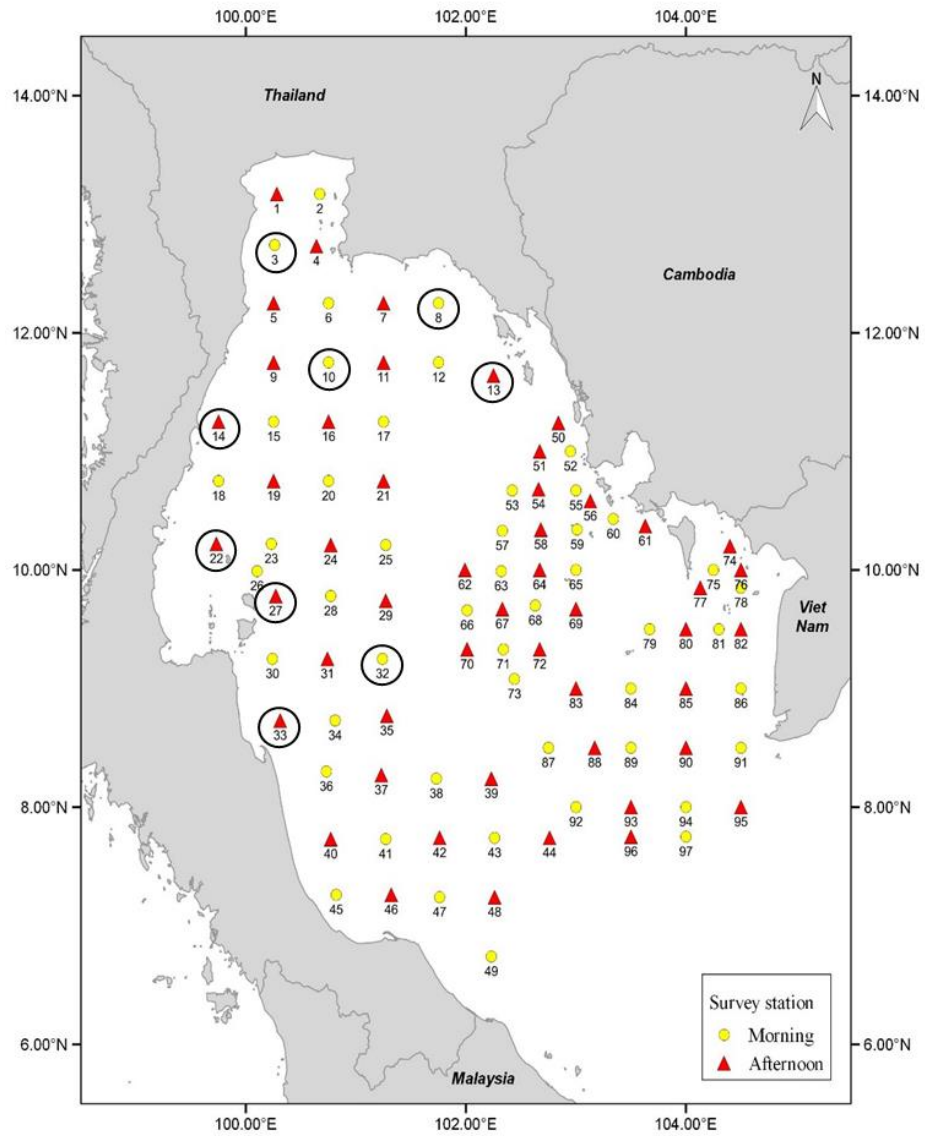 100.00°E 102.00°E 104.00°E
N
14.00°N 14.00°N
Thailand
1 2
3 4
Cambodia
5 6 7 8
12.00°N 12.00°N
9 10 11 12 13
14 15 16 17 50
51 52
18 19 20 21 53 54 55 56
60 61
22 23 24 25 57 58 59 74
10.00°N 10.00°N
26 62 63 64 65 75 76
27 28 29 77 78
66 67 68 69
Viet
Nam
79 80 81 82
30 31 32 70 71 72
73
83 84 85 86
33 34 35
87 88 89 90 91
36 37 38 39
8.00°N 8.00°N
92 93 94 95
40 41 42 43 44 96 97
45 46 47 48
49
Survey station
Morning
Afternoon
6.00°N 6.00°N
Malaysia
100.00°E 102.00°E 104.00°E